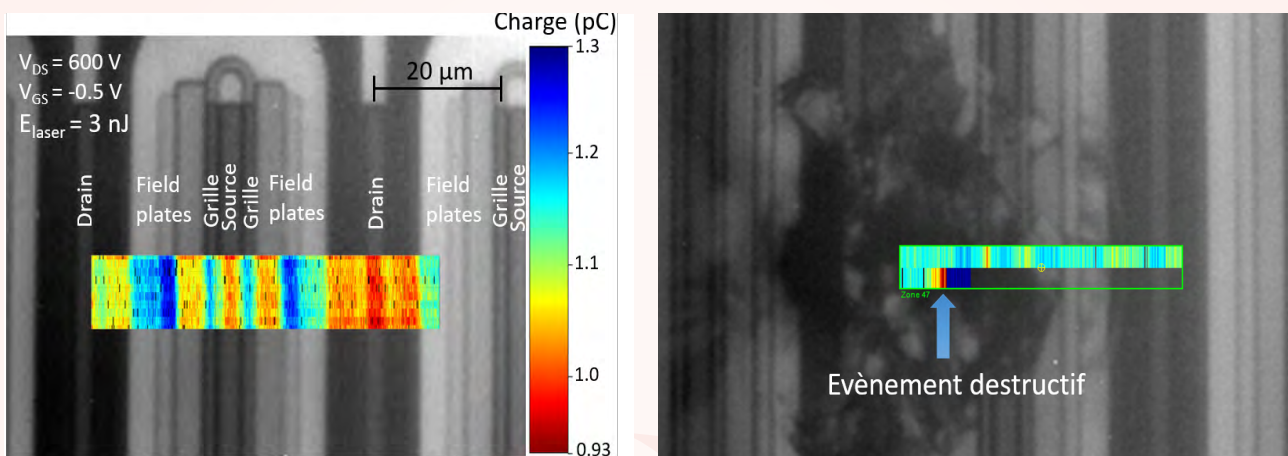 Charge (pC)
V_DS = 600 V
V_GS = -0.5 V
E_laser = 3 nJ
20 µm
1.3
1.2
1.1
1.0
0.93
Drain
Field
plates
Grille
Source
Grille
Field
plates
Drain
Field
plates
Grille
Source
Zone 47
Evènement destructif